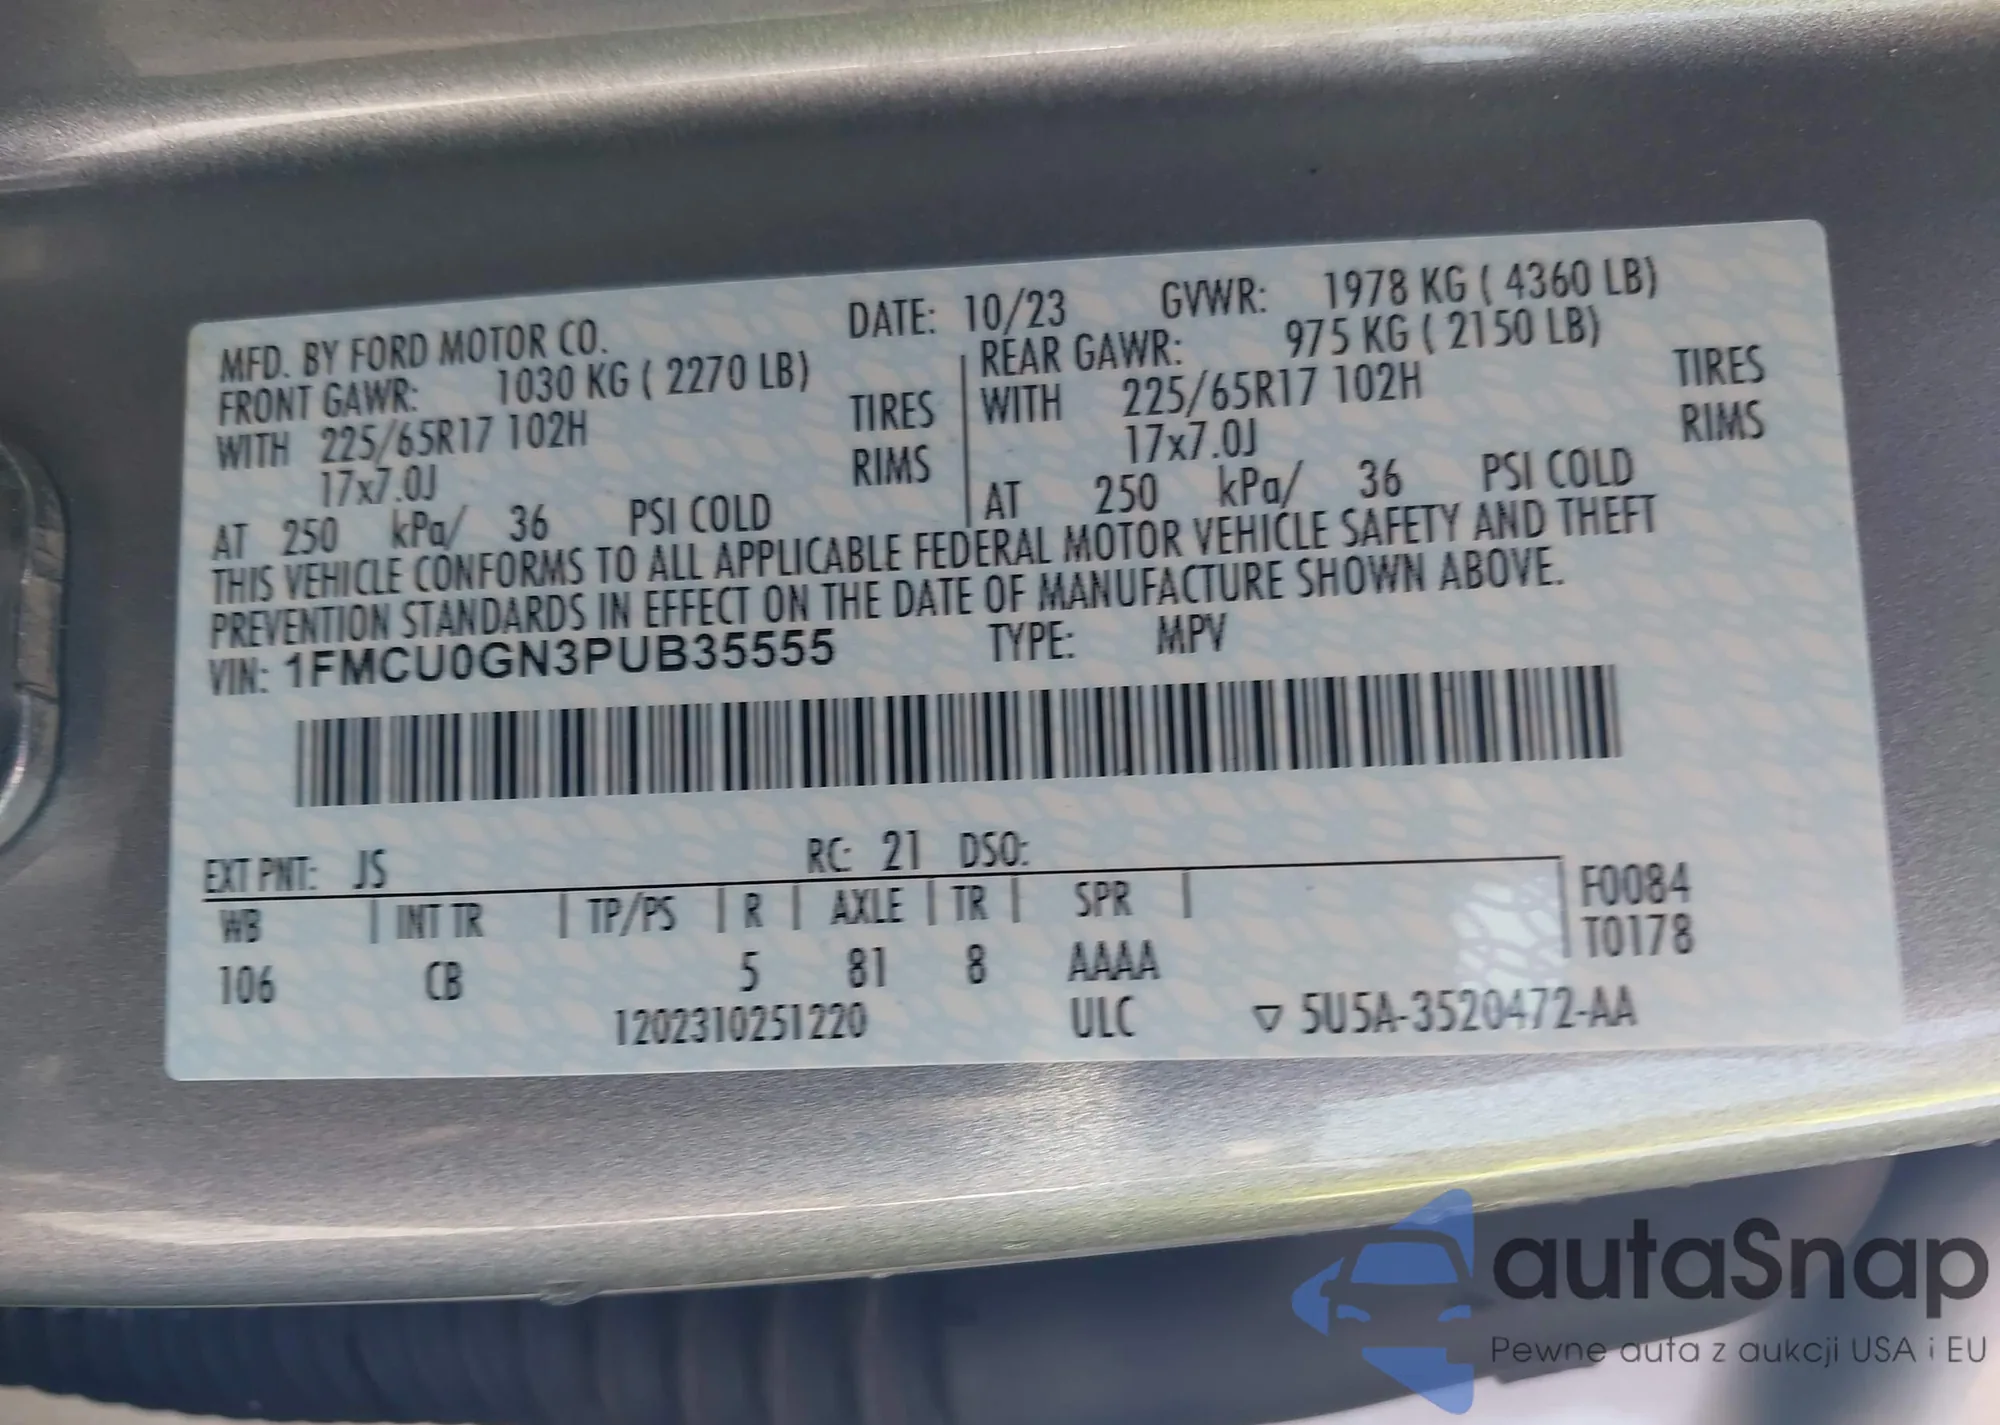 MFD. BY FORD MOTOR CO. DATE: 10/23 GVWR: 1978 KG ( 4360 LB)
FRONT GAWR: 1030 KG ( 2270 LB) REAR GAWR: 975 KG ( 2150 LB)
WITH 225/65R17 102H TIRES WITH 225/65R17 102H TIRES
17x7.0J RIMS 17x7.0J RIMS
AT 250 kPa/ 36 PSI COLD AT 250 kPa/ 36 PSI COLD
THIS VEHICLE CONFORMS TO ALL APPLICABLE FEDERAL MOTOR VEHICLE SAFETY AND THEFT
PREVENTION STANDARDS IN EFFECT ON THE DATE OF MANUFACTURE SHOWN ABOVE.
VIN: 1FMCU0GN3PUB35555 TYPE: MPV
EXT PNT: JS RC: 21 DSO:
WB | INT TR | TP/PS | R | AXLE | TR | SPR | F0084
T0178
106 CB 5 81 8 AAAA
1202310251220 ULC ▽ 5U5A-3520472-AA
autaSnap
Pewne auta z aukcji USA i EU